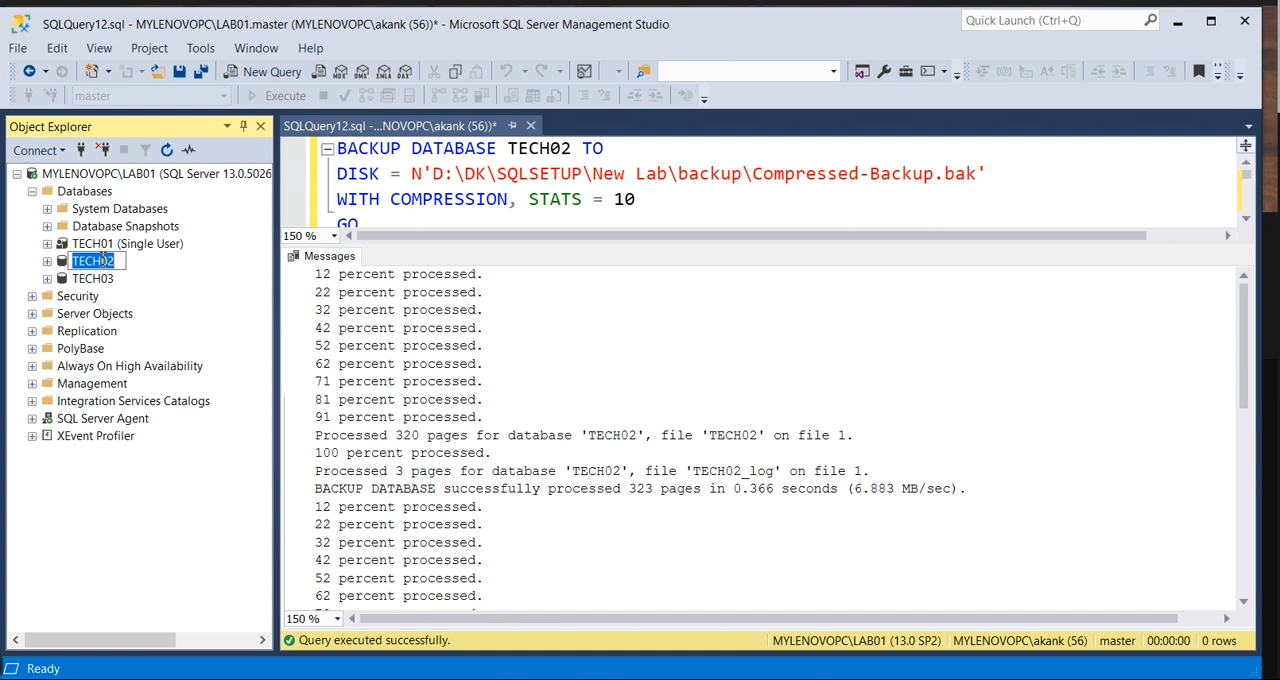 SQLQuery12.sql - MYLENOVOPC\LAB01.master (MYLENOVOPC\akank (56))* - Microsoft SQL Server Management Studio
Quick Launch (Ctrl+Q)
File Edit View Project Tools Window Help
New Query
MDX DMX XMLA DAX
master Execute
Object Explorer
SQLQuery12.sql -...NOVOPC\akank (56))*
Connect
MYLENOVOPC\LAB01 (SQL Server 13.0.5026
Databases
System Databases
Database Snapshots
TECH01 (Single User)
TECH02
TECH03
Security
Server Objects
Replication
PolyBase
Always On High Availability
Management
Integration Services Catalogs
SQL Server Agent
XEvent Profiler
BACKUP DATABASE TECH02 TO
DISK = N'D:\DK\SQLSETUP\New Lab\backup\Compressed-Backup.bak'
WITH COMPRESSION, STATS = 10
GO
150 %
Messages
12 percent processed.
22 percent processed.
32 percent processed.
42 percent processed.
52 percent processed.
62 percent processed.
71 percent processed.
81 percent processed.
91 percent processed.
Processed 320 pages for database 'TECH02', file 'TECH02' on file 1.
100 percent processed.
Processed 3 pages for database 'TECH02', file 'TECH02_log' on file 1.
BACKUP DATABASE successfully processed 323 pages in 0.366 seconds (6.883 MB/sec).
12 percent processed.
22 percent processed.
32 percent processed.
42 percent processed.
52 percent processed.
62 percent processed.
150 %
Query executed successfully. MYLENOVOPC\LAB01 (13.0 SP2) MYLENOVOPC\akank (56) master 00:00:00 0 rows
Ready